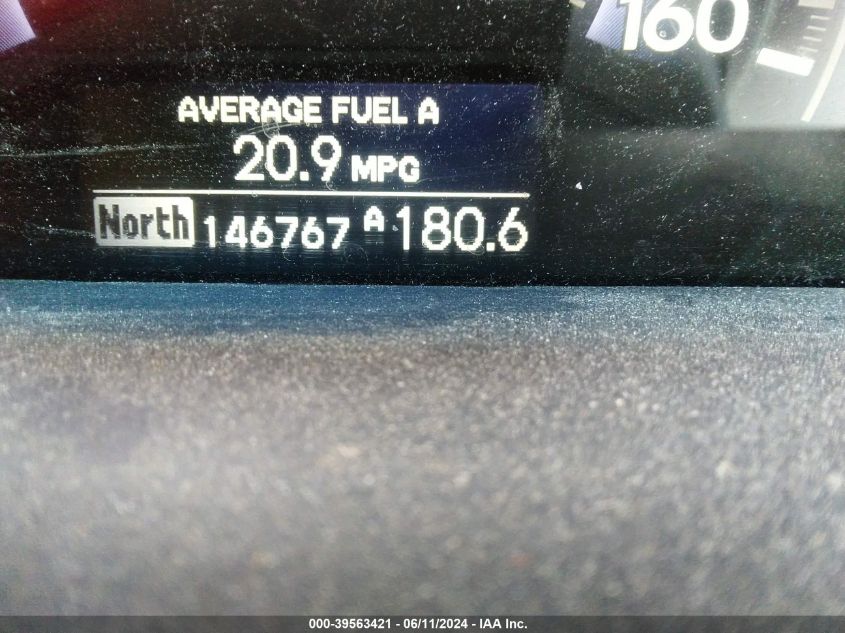 160
AVERAGE FUEL A
20.9 MPG
North 146767 A 180.6
000-39563421 - 06/11/2024 - IAA Inc.